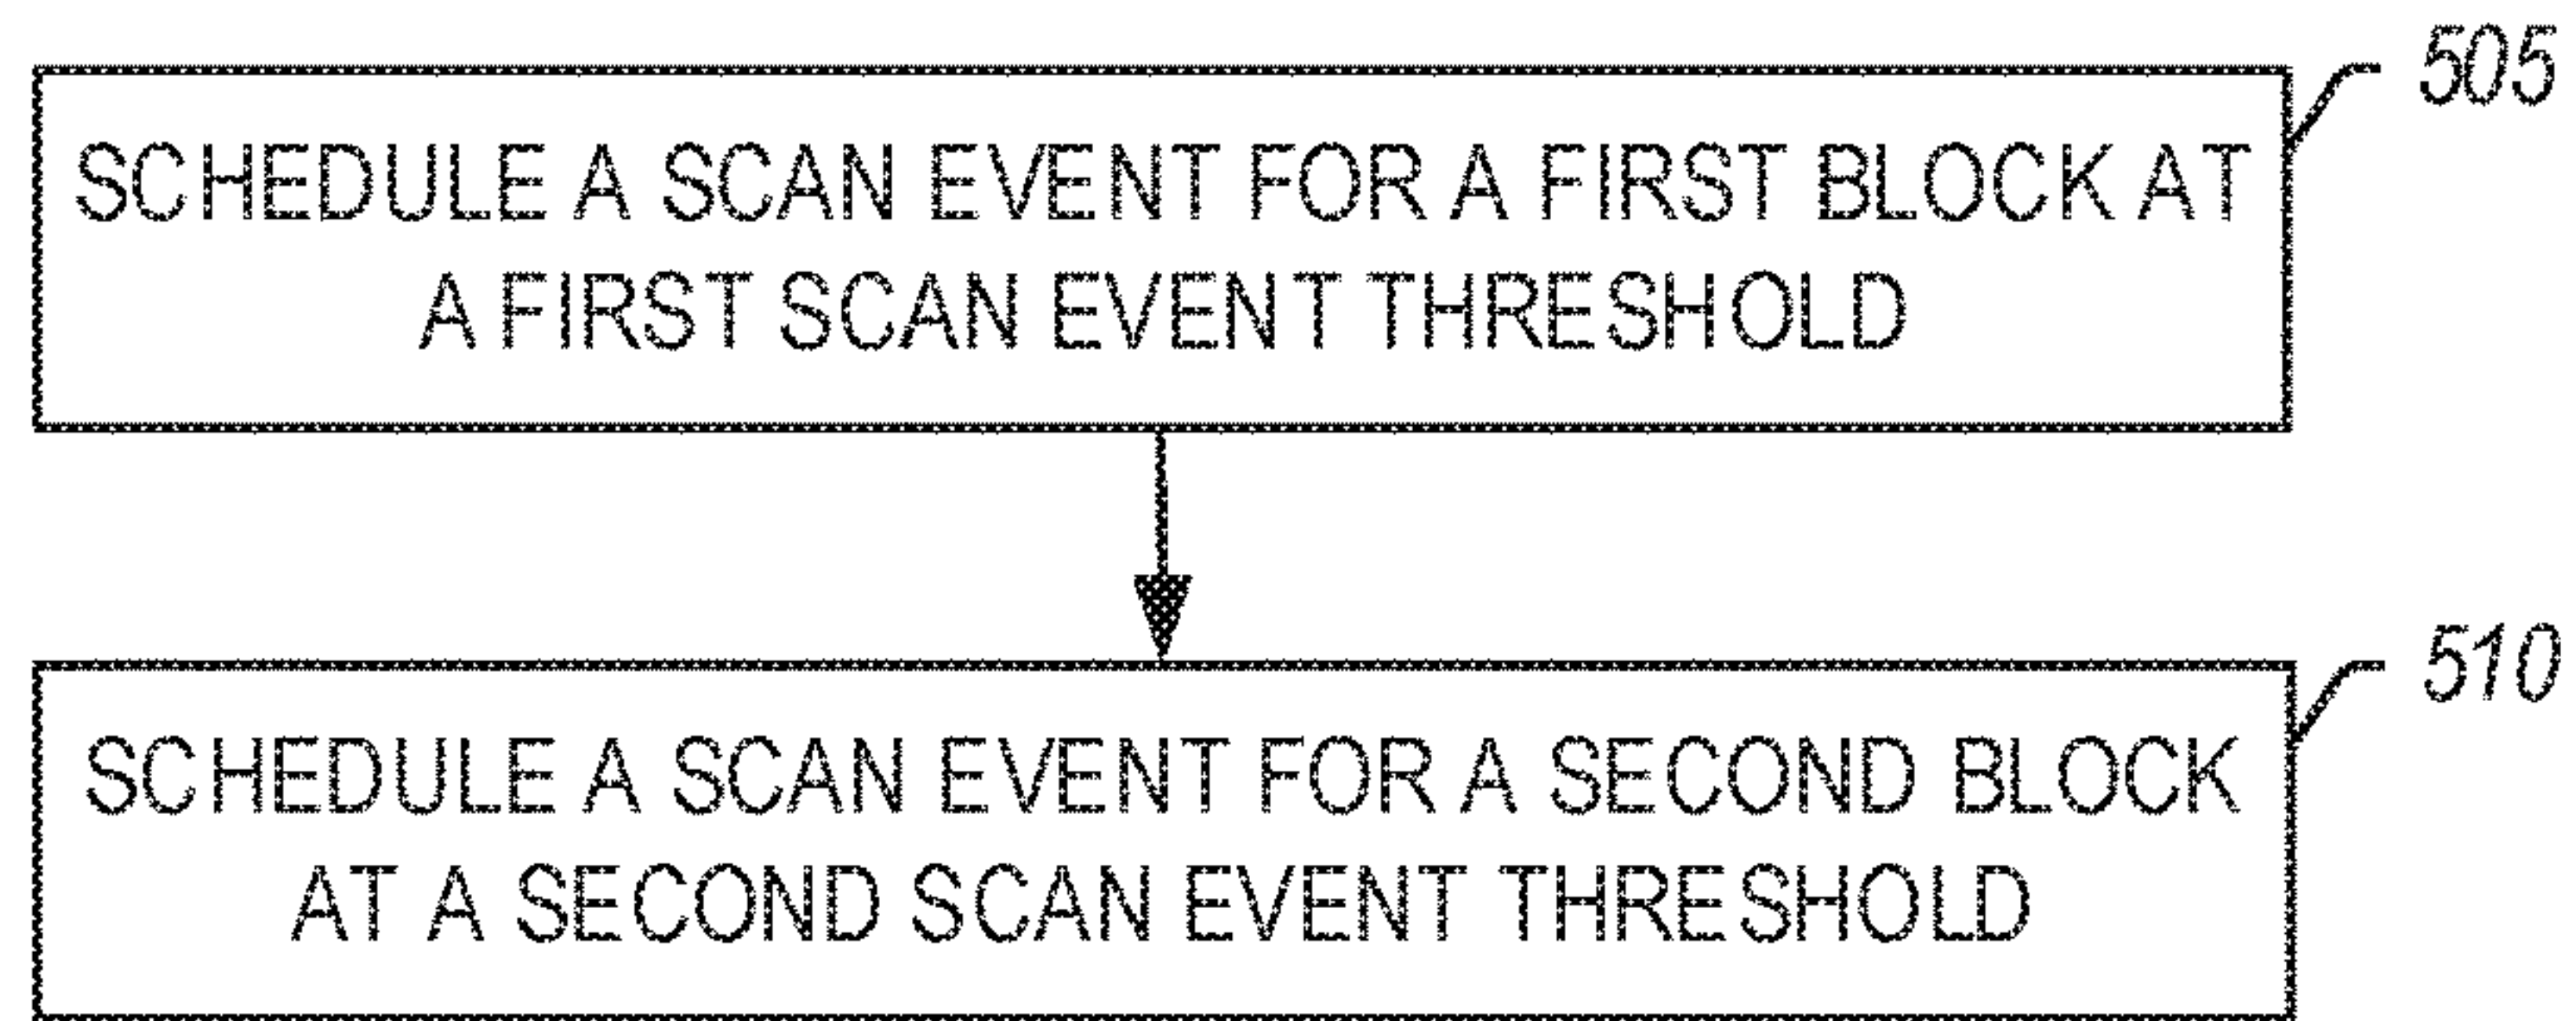 505
SCHEDULE A SCAN EVENT FOR A FIRST BLOCK AT
A FIRST SCAN EVENT THRESHOLD
510
SCHEDULE A SCAN EVENT FOR A SECOND BLOCK
AT A SECOND SCAN EVENT THRESHOLD